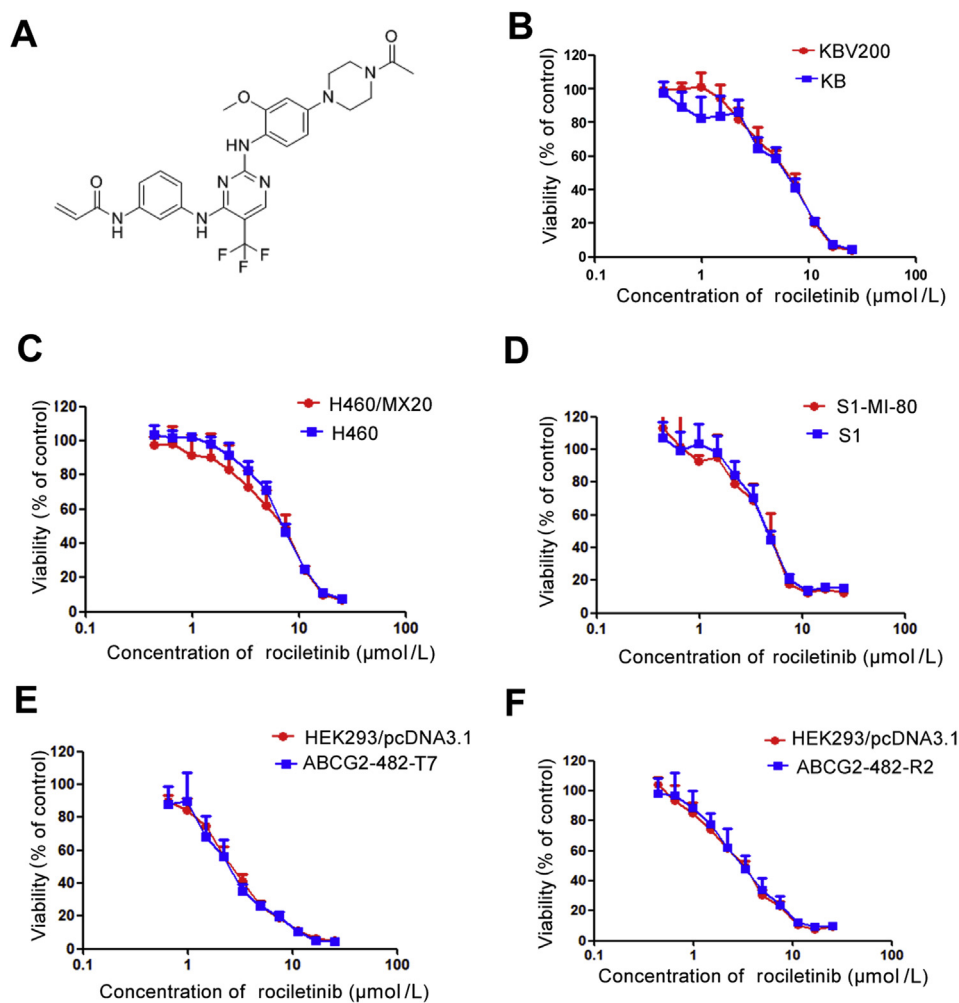 A
O
N
N
O
HN
O
N
N
N
H
NH
F
F
F
B
KBV200
KB
Viability (% of control)
120
100
80
60
40
20
0
0.1
1
10
100
Concentration of rociletinib (µmol/L)
C
H460/MX20
H460
Viability (% of control)
120
100
80
60
40
20
0
0.1
1
10
100
Concentration of rociletinib (µmol/L)
D
S1-MI-80
S1
Viability (% of control)
120
100
80
60
40
20
0
0.1
1
10
100
Concentration of rociletinib (µmol/L)
E
HEK293/pcDNA3.1
ABCG2-482-T7
Viability (% of control)
120
100
80
60
40
20
0
0.1
1
10
100
Concentration of rociletinib (µmol/L)
F
HEK293/pcDNA3.1
ABCG2-482-R2
Viability (% of control)
120
100
80
60
40
20
0
0.1
1
10
100
Concentration of rociletinib (µmol/L)